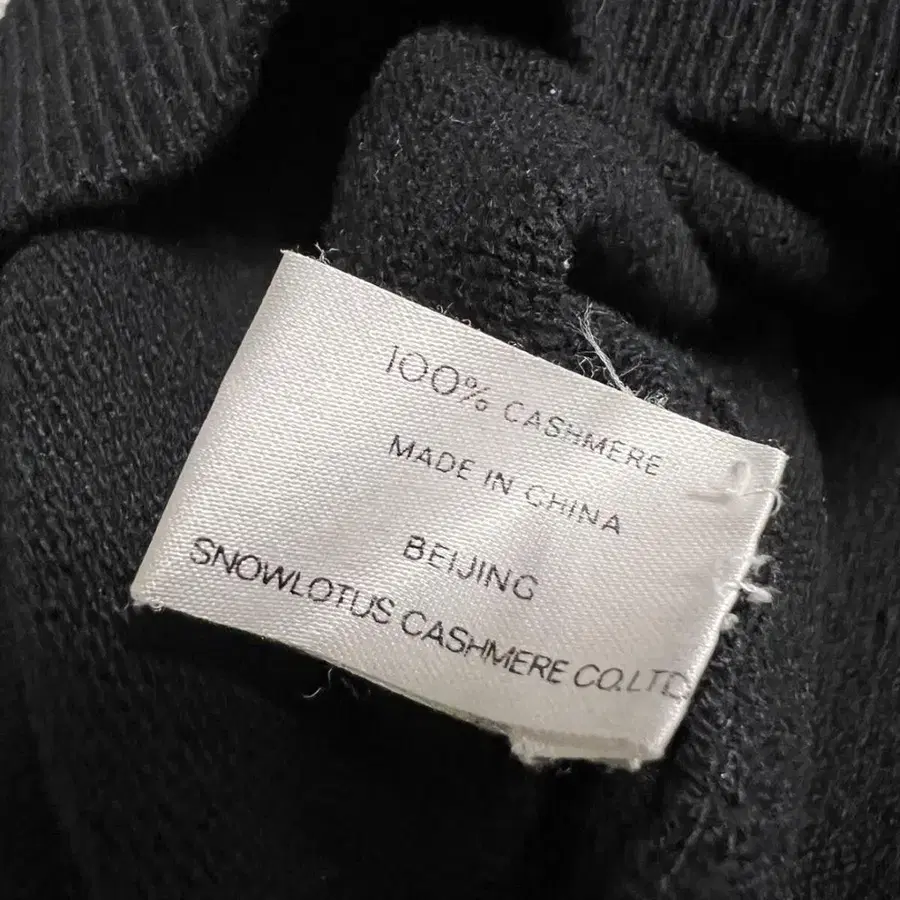 100% CASHMERE
MADE IN CHINA
BEIJING
SNOWLOTUS CASHMERE CO.LTD